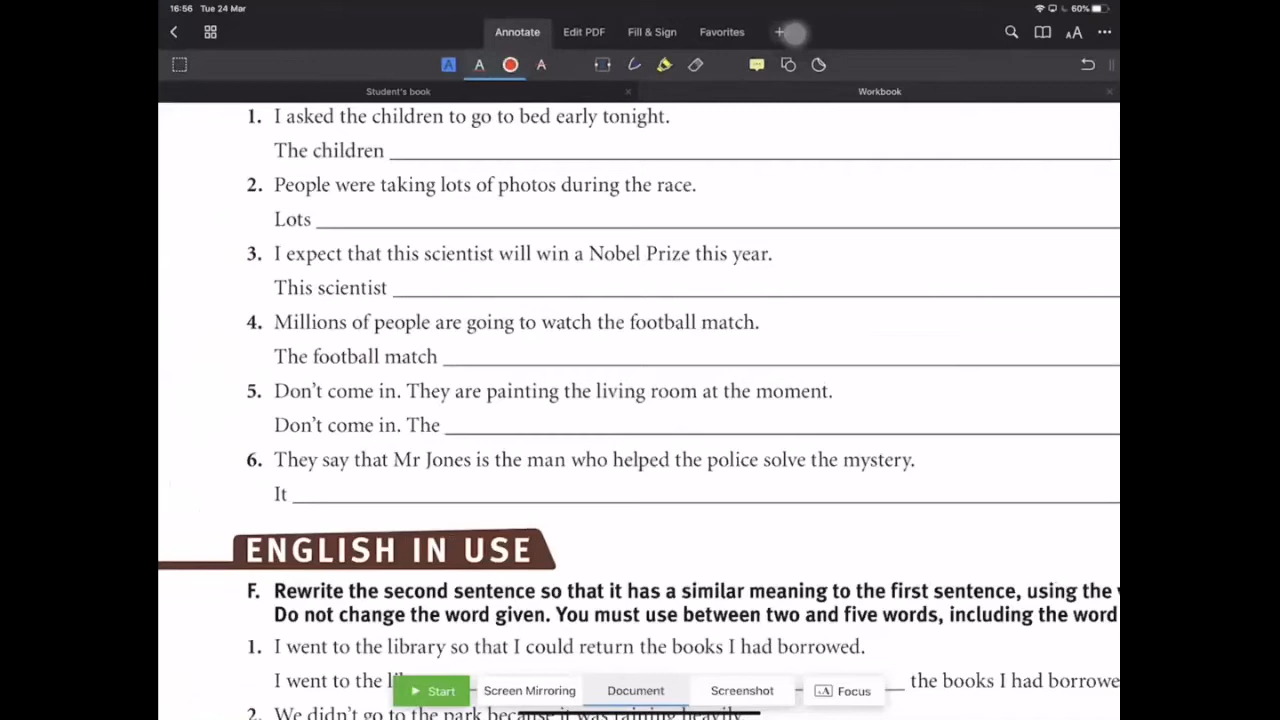 16:56 Tue 24 Mar
60%
Annotate Edit PDF Fill & Sign Favorites +
Student's book × Workbook ×
1. I asked the children to go to bed early tonight.
The children
2. People were taking lots of photos during the race.
Lots
3. I expect that this scientist will win a Nobel Prize this year.
This scientist
4. Millions of people are going to watch the football match.
The football match
5. Don't come in. They are painting the living room at the moment.
Don't come in. The
6. They say that Mr Jones is the man who helped the police solve the mystery.
It
ENGLISH IN USE
F. Rewrite the second sentence so that it has a similar meaning to the first sentence, using the
Do not change the word given. You must use between two and five words, including the word
1. I went to the library so that I could return the books I had borrowed.
I went to the the books I had borrowe
Start Screen Mirroring Document Screenshot Focus
2. We didn't go to the park because it was raining heavily.